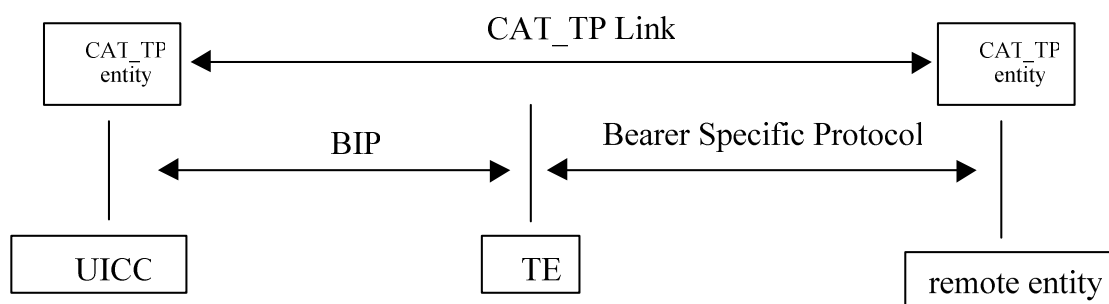 CAT_TP Link
CAT_TP
entity
CAT_TP
entity
BIP
Bearer Specific Protocol
UICC
TE
remote entity